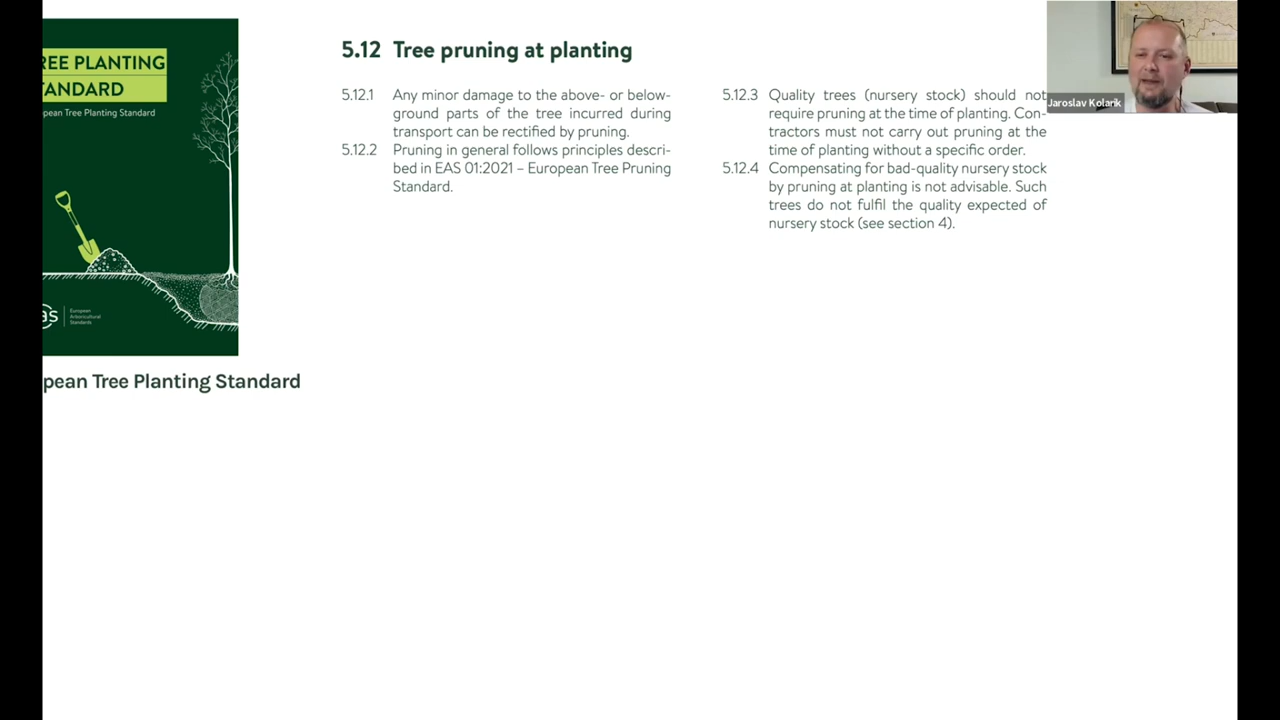 REE PLANTING
TANDARD
pean Tree Planting Standard
as
European
Arboricultural
Standards
pean Tree Planting Standard
5.12 Tree pruning at planting
5.12.1 Any minor damage to the above- or below-
ground parts of the tree incurred during
transport can be rectified by pruning.
5.12.2 Pruning in general follows principles descri-
bed in EAS 01:2021 – European Tree Pruning
Standard.
5.12.3 Quality trees (nursery stock) should not
require pruning at the time of planting. Con-
tractors must not carry out pruning at the
time of planting without a specific order.
5.12.4 Compensating for bad-quality nursery stock
by pruning at planting is not advisable. Such
trees do not fulfil the quality expected of
nursery stock (see section 4).
Jaroslav Kolařík